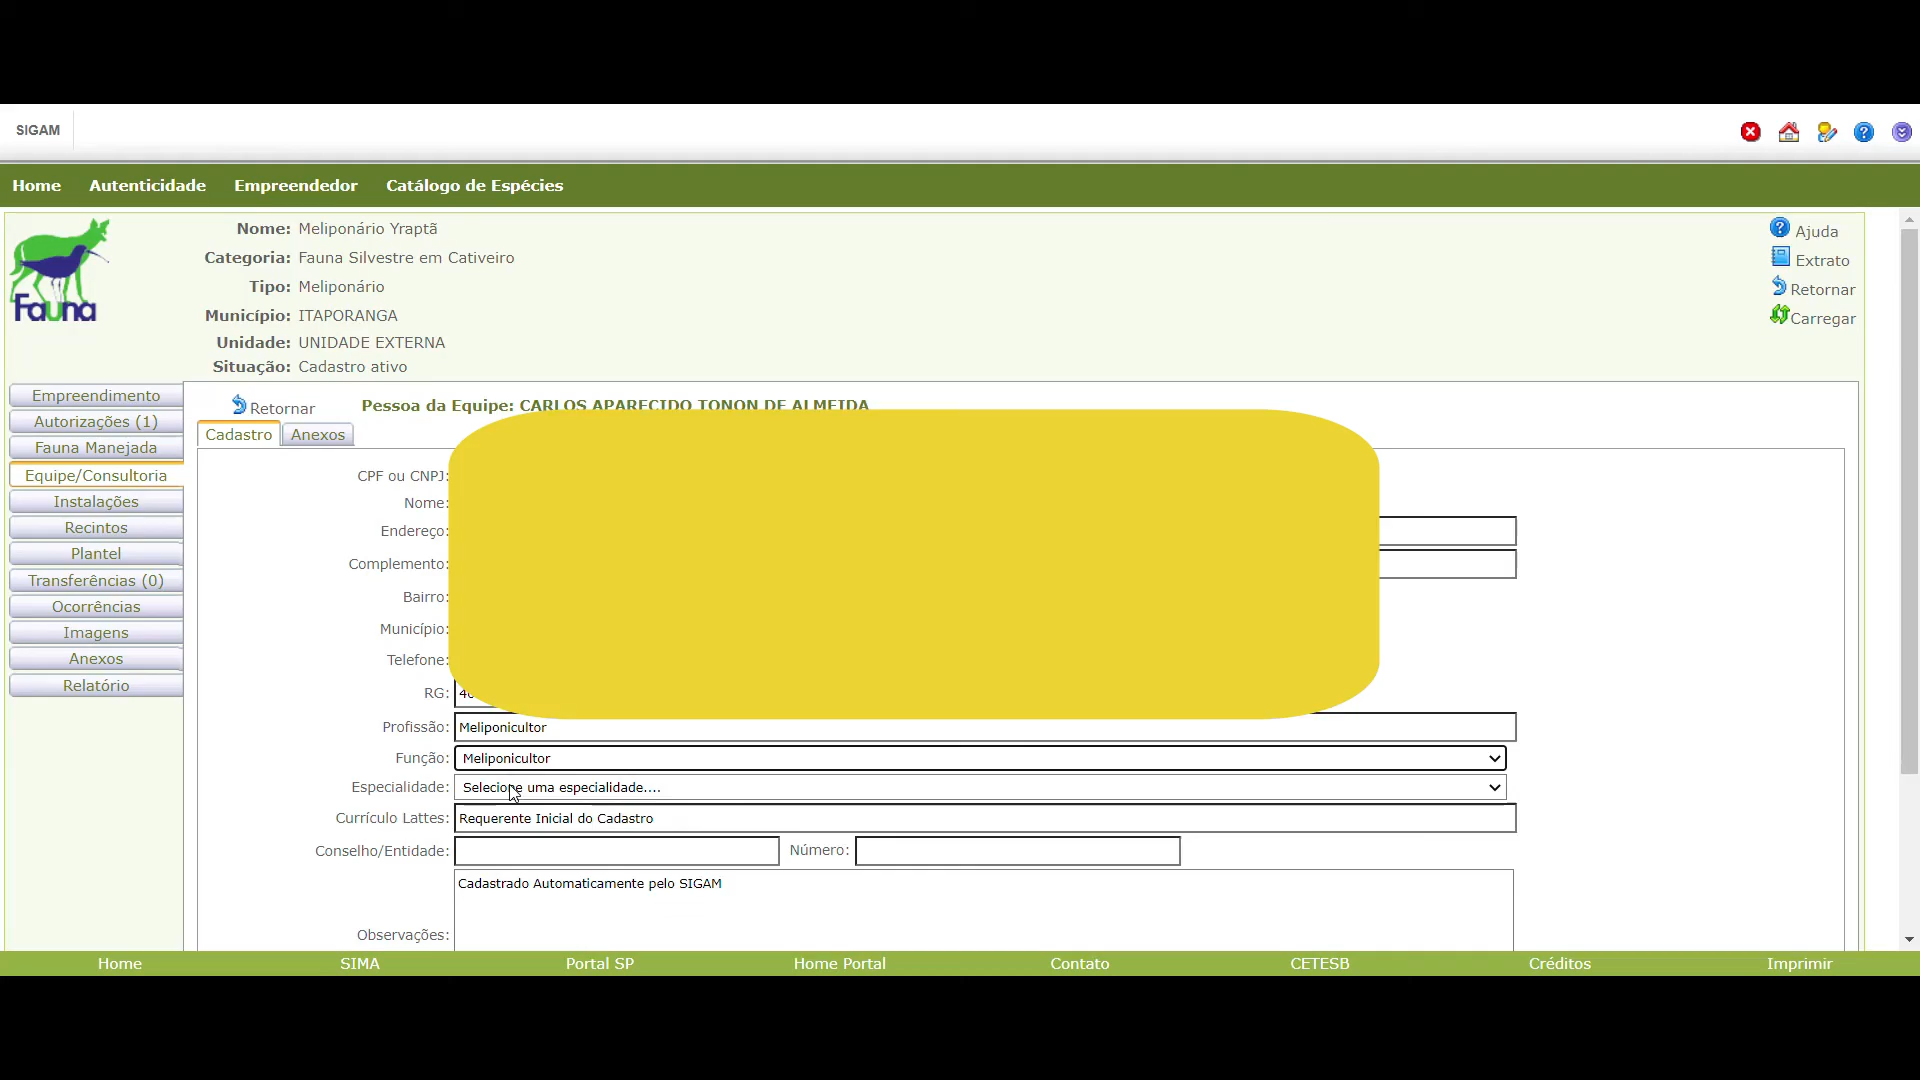 SIGAM
Home Autenticidade Empreendedor Catálogo de Espécies
Fauna
Nome: Meliponário Yraptã
Categoria: Fauna Silvestre em Cativeiro
Tipo: Meliponário
Município: ITAPORANGA
Unidade: UNIDADE EXTERNA
Situação: Cadastro ativo
Ajuda
Extrato
Retornar
Carregar
Empreendimento
Autorizações (1)
Fauna Manejada
Equipe/Consultoria
Instalações
Recintos
Plantel
Transferências (0)
Ocorrências
Imagens
Anexos
Relatório
Retornar Pessoa da Equipe: CARLOS APARECIDO TONON DE ALMEIDA
Cadastro Anexos
CPF ou CNPJ:
Nome:
Endereço:
Complemento:
Bairro:
Município:
Telefone:
RG:
Profissão: Meliponicultor
Função: Meliponicultor
Especialidade: Selecione uma especialidade....
Currículo Lattes: Requerente Inicial do Cadastro
Conselho/Entidade: Número:
Cadastrado Automaticamente pelo SIGAM
Observações:
Home SIMA Portal SP Home Portal Contato CETESB Créditos Imprimir